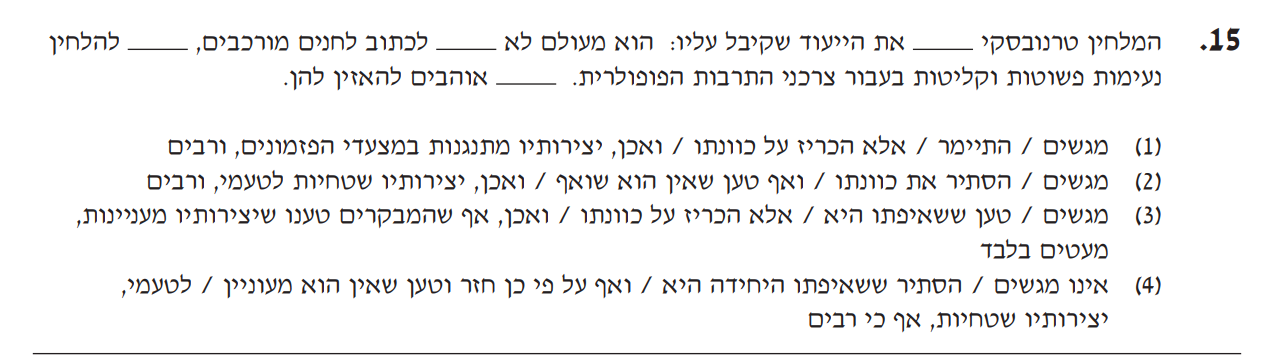 15. המלחין טרנובסקי _____ את הייעוד שקיבל עליו: הוא מעולם לא _____ לכתוב לחנים מורכבים, _____ להלחין
נעימות פשוטות וקליטות בעבור צרכני התרבות הפופולרית. _____ אוהבים להאזין להן.
(1) מגשים / התיימר / אלא הכריז על כוונתו / ואכן, יצירותיו מתנגנות במצעדי הפזמונים, ורבים
(2) מגשים / הסתיר את כוונתו / ואף טען שאין הוא שואף / ואכן, יצירותיו שטחיות לטעמי, ורבים
(3) מגשים / טען ששאיפתו היא / אלא הכריז על כוונתו / ואכן, אף שהמבקרים טענו שיצירותיו מעניינות,
מעטים בלבד
(4) אינו מגשים / הסתיר ששאיפתו היחידה היא / ואף על פי כן חזר וטען שאין הוא מעוניין / לטעמי,
יצירותיו שטחיות, אף כי רבים